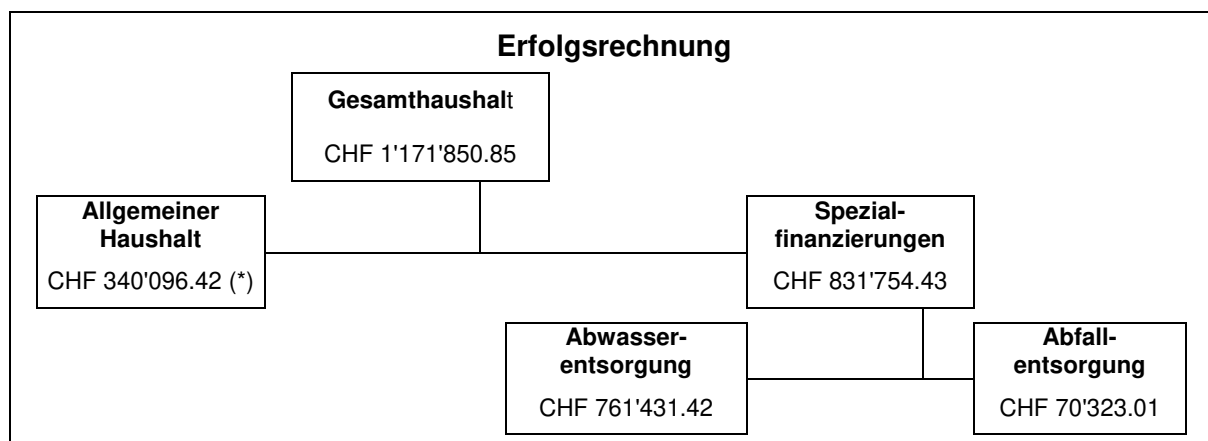 Erfolgsrechnung
Gesamthaushalt
CHF 1'171'850.85
Allgemeiner
Haushalt
CHF 340'096.42 (*)
Spezial-
finanzierungen
CHF 831'754.43
Abwasser-
entsorgung
CHF 761'431.42
Abfall-
entsorgung
CHF 70'323.01